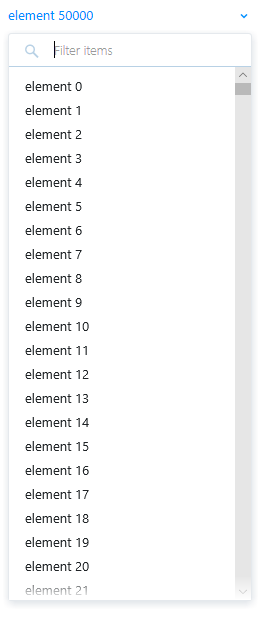 element 50000
Filter items
element 0
element 1
element 2
element 3
element 4
element 5
element 6
element 7
element 8
element 9
element 10
element 11
element 12
element 13
element 14
element 15
element 16
element 17
element 18
element 19
element 20
element 21